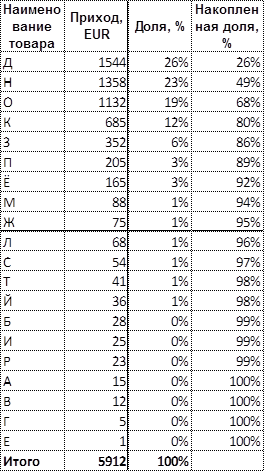 Наимено
вание
товара
Приход,
EUR
Доля, %
Накоплен
ная доля,
%
Д 1544 26% 26%
Н 1358 23% 49%
О 1132 19% 68%
К 685 12% 80%
З 352 6% 86%
П 205 3% 89%
Ё 165 3% 92%
М 88 1% 94%
Ж 75 1% 95%
Л 68 1% 96%
С 54 1% 97%
Т 41 1% 98%
Й 36 1% 98%
Б 28 0% 99%
И 25 0% 99%
Р 23 0% 99%
А 15 0% 100%
В 12 0% 100%
Г 5 0% 100%
Е 1 0% 100%
Итого 5912 100%